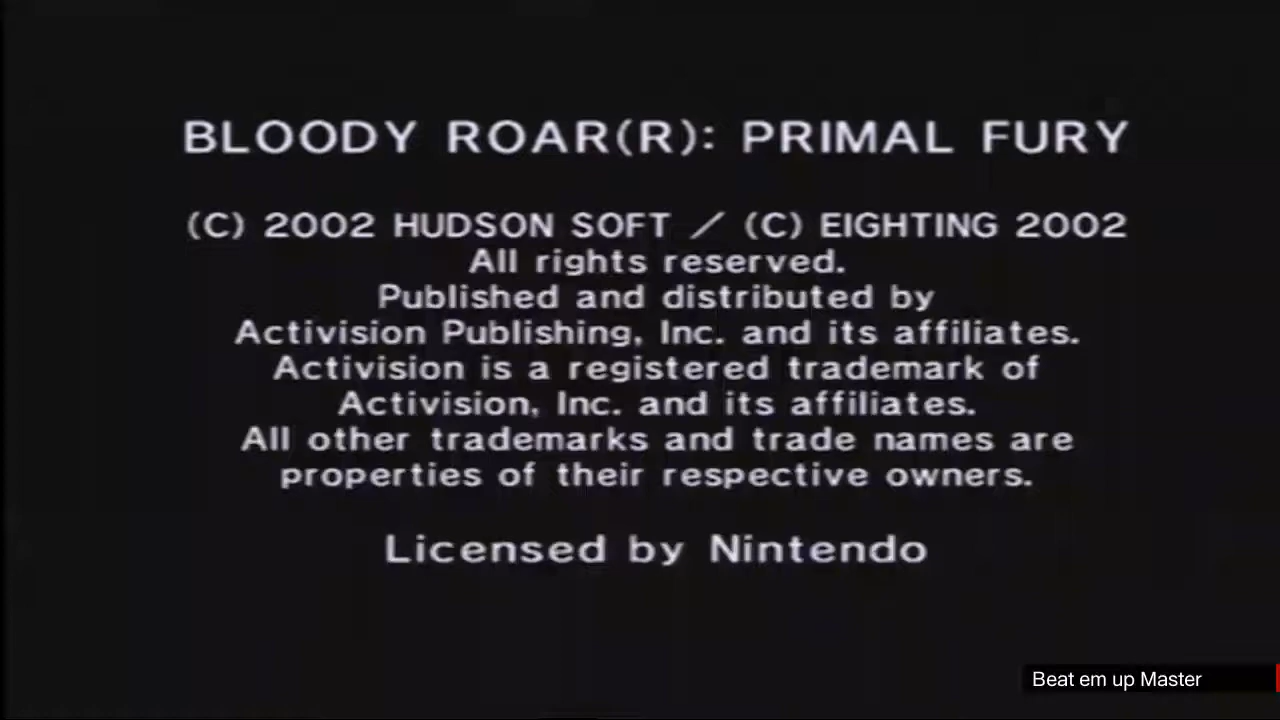 BLOODY ROAR(R): PRIMAL FURY
(C) 2002 HUDSON SOFT / (C) EIGHTING 2002
All rights reserved.
Published and distributed by
Activision Publishing, Inc. and its affiliates.
Activision is a registered trademark of
Activision, Inc. and its affiliates.
All other trademarks and trade names are
properties of their respective owners.
Licensed by Nintendo
Beat em up Master